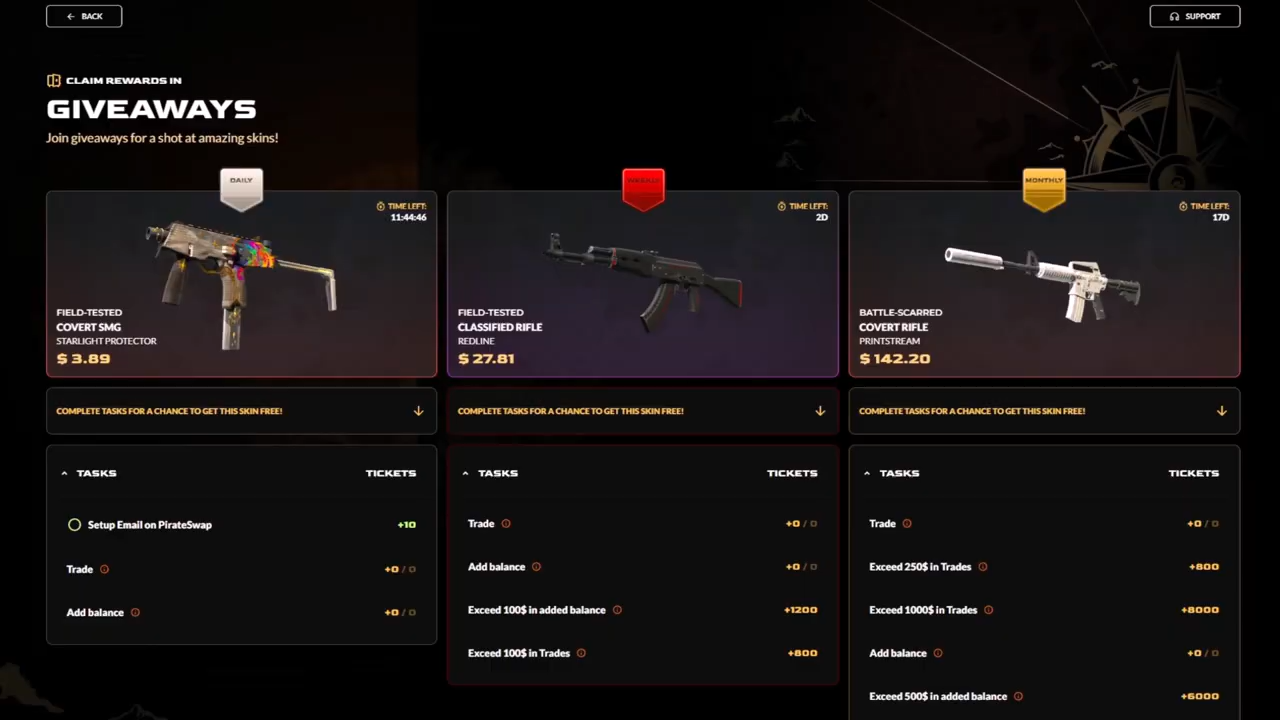 BACK
SUPPORT
CLAIM REWARDS IN
GIVEAWAYS
Join giveaways for a shot at amazing skins!
DAILY
TIME LEFT:
11:44:46
FIELD-TESTED
COVERT SMG
STARLIGHT PROTECTOR
$ 3.89
COMPLETE TASKS FOR A CHANCE TO GET THIS SKIN FREE!
TASKS TICKETS
Setup Email on PirateSwap +10
Trade +0 / 0
Add balance +0 / 0
WEEKLY
TIME LEFT:
2D
FIELD-TESTED
CLASSIFIED RIFLE
REDLINE
$ 27.81
COMPLETE TASKS FOR A CHANCE TO GET THIS SKIN FREE!
TASKS TICKETS
Trade +0 / 0
Add balance +0 / 0
Exceed 100$ in added balance +1200
Exceed 100$ in Trades +800
MONTHLY
TIME LEFT:
17D
BATTLE-SCARRED
COVERT RIFLE
PRINTSTREAM
$ 142.20
COMPLETE TASKS FOR A CHANCE TO GET THIS SKIN FREE!
TASKS TICKETS
Trade +0 / 0
Exceed 250$ in Trades +800
Exceed 1000$ in Trades +8000
Add balance +0 / 0
Exceed 500$ in added balance +6000